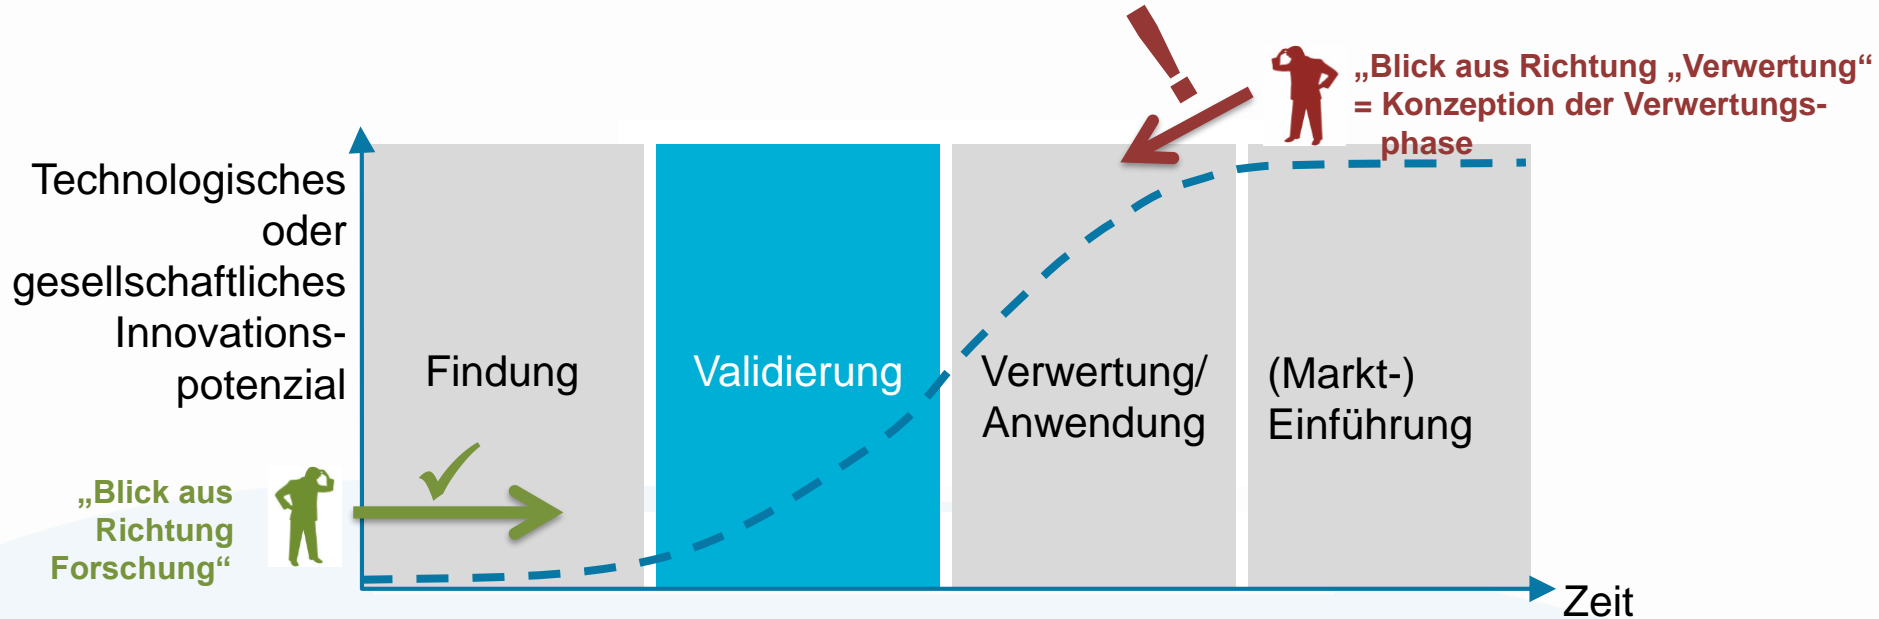 „Blick aus Richtung „Verwertung“
= Konzeption der Verwertungs-
phase
Technologisches
oder
gesellschaftliches
Innovations-
potenzial
Findung
Validierung
Verwertung/
Anwendung
(Markt-)
Einführung
„Blick aus
Richtung
Forschung“
Zeit